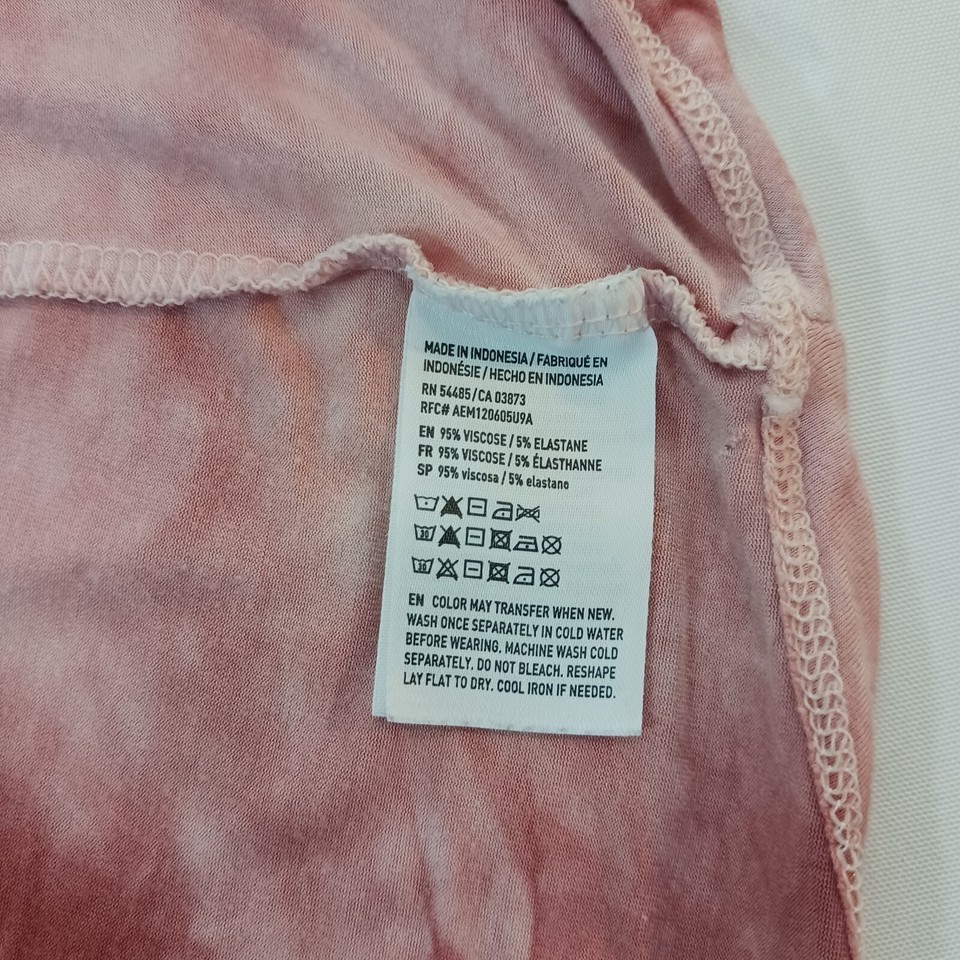 MADE IN INDONESIA / FABRIQUÉ EN
INDONÉSIE / HECHO EN INDONESIA
RN 54485/CA 03873
RFC# AEM120605U9A
EN 95% VISCOSE / 5% ELASTANE
FR 95% VISCOSE / 5% ÉLASTHANNE
SP 95% viscosa / 5% elastano
30
30
EN COLOR MAY TRANSFER WHEN NEW.
WASH ONCE SEPARATELY IN COLD WATER
BEFORE WEARING, MACHINE WASH COLD
SEPARATELY. DO NOT BLEACH. RESHAPE
LAY FLAT TO DRY. COOL IRON IF NEEDED.